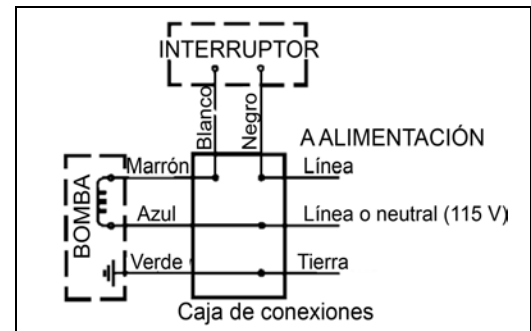 INTERRUPTOR
Blanco
Negro
A ALIMENTACIÓN
Marrón
Línea
BOMBA
Azul
Línea o neutral (115 V)
Verde
Tierra
Caja de conexiones